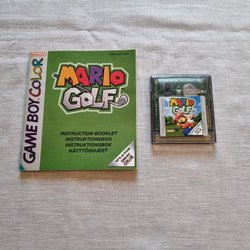 GAME BOY COLOR
MARIO
GOLF
INSTRUCTION BOOKLET
INSTRUKTIONSBOG
INSTRUKTIONSBOK
KÄYTTÖOHJEET
MARIO
GOLF